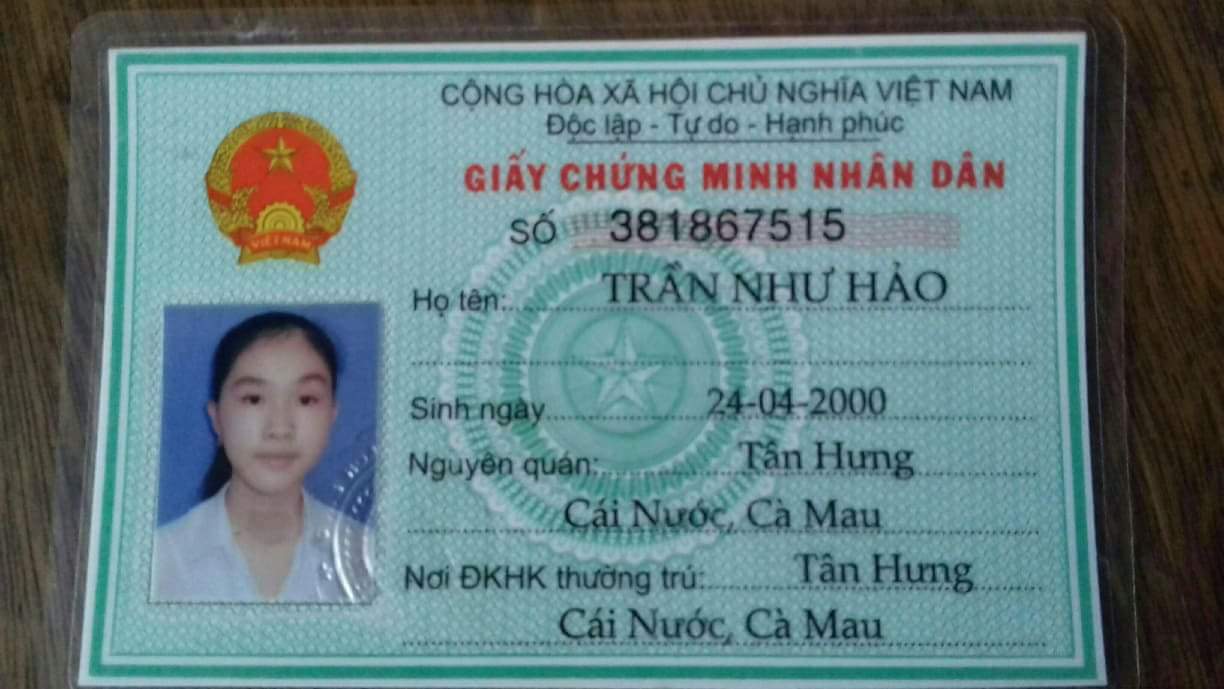 CỘNG HÒA XÃ HỘI CHỦ NGHĨA VIỆT NAM
Độc lập - Tự do - Hạnh phúc
GIẤY CHỨNG MINH NHÂN DÂN
SỐ 381867515
VIỆT NAM
Họ tên: TRẦN NHƯ HẢO
Sinh ngày 24-04-2000
Nguyên quán: Tân Hưng
Cái Nước, Cà Mau
Nơi ĐKHK thường trú: Tân Hưng
Cái Nước, Cà Mau